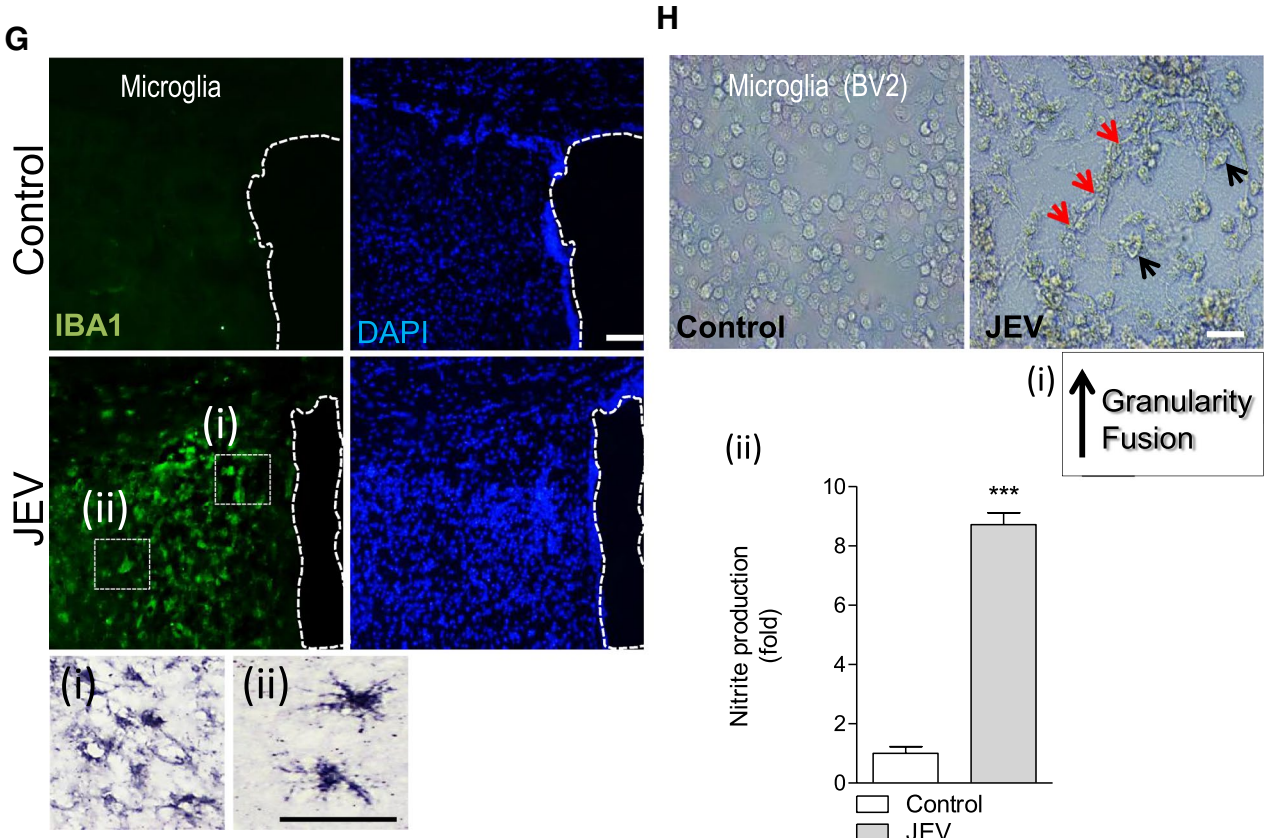 G
Microglia
Control
IBA1
DAPI
JEV
(i)
(ii)
(i)
(ii)
H
Microglia (BV2)
Control
JEV
(i)
Granularity
Fusion
(ii)
Nitrite production
(fold)
10
8
6
4
2
0
***
Control
JEV